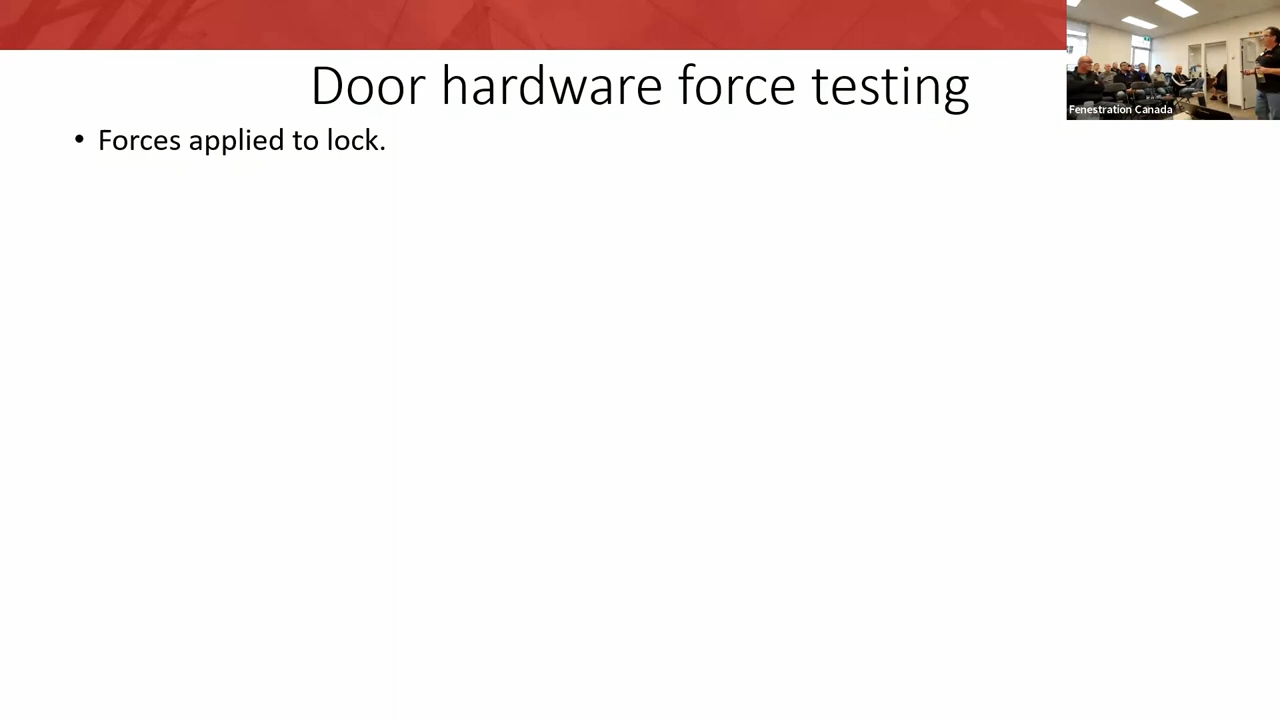 Door hardware force testing
• Forces applied to lock.
Fenestration Canada